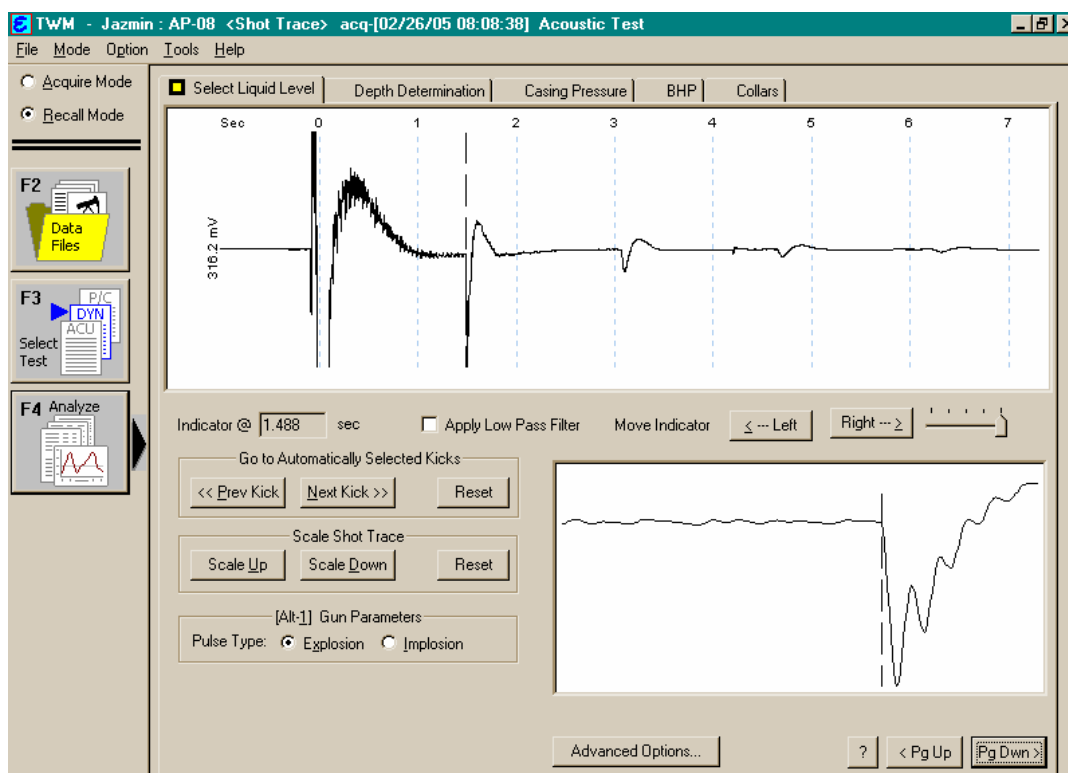 TWM - Jazmin : AP-08 <Shot Trace> acq-[02/26/05 08:08:38] Acoustic Test
File Mode Option Tools Help
Acquire Mode
Recall Mode
F2
Data
Files
F3
P/C
DYN
ACU
Select
Test
F4 Analyze
Select Liquid Level Depth Determination Casing Pressure BHP Collars
Sec 0 1 2 3 4 5 6 7
316.2 mV
Indicator @ 1.488 sec Apply Low Pass Filter Move Indicator < --- Left Right --- >
Go to Automatically Selected Kicks
<< Prev Kick Next Kick >> Reset
Scale Shot Trace
Scale Up Scale Down Reset
[Alt-1] Gun Parameters
Pulse Type: Explosion Implosion
Advanced Options... ? < Pg Up Pg Dwn >